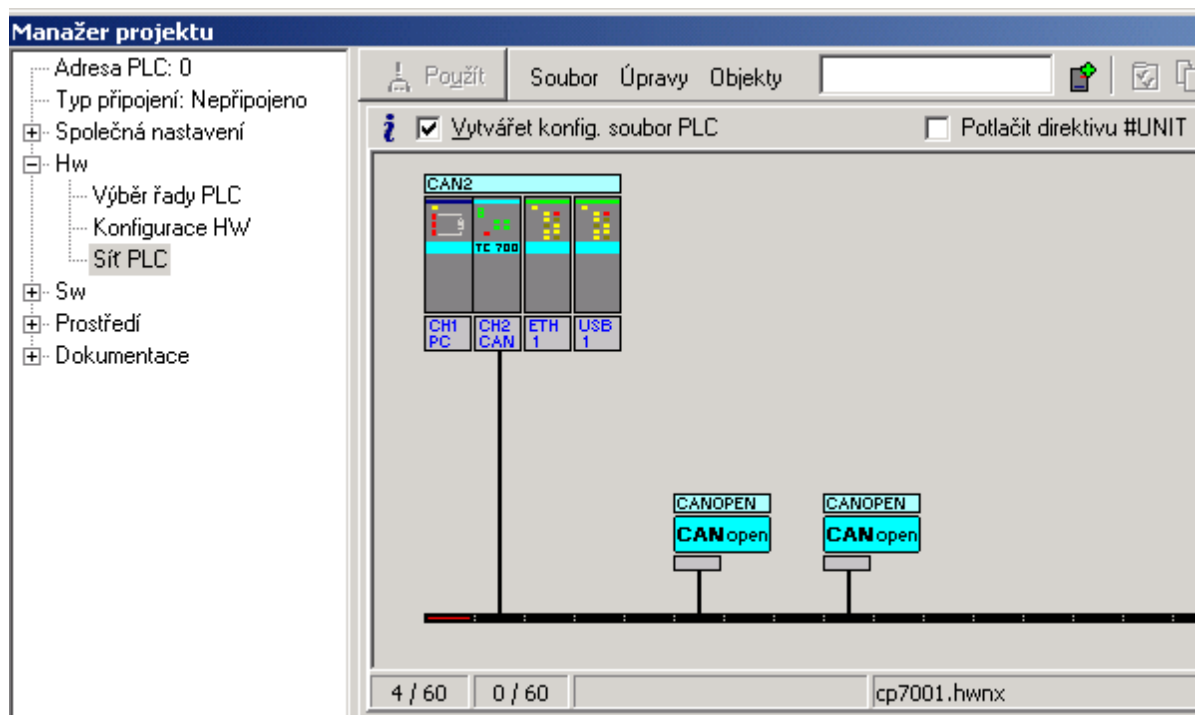 Manažer projektu
Adresa PLC: 0
Typ připojení: Nepřipojeno
Společná nastavení
Hw
Výběr řady PLC
Konfigurace HW
Síť PLC
Sw
Prostředí
Dokumentace
Použít Soubor Úpravy Objekty
Vytvářet konfig. soubor PLC Potlačit direktivu #UNIT
CAN2
TC 700
CH1 CH2 ETH USB
PC CAN 1 1
CANOPEN CANOPEN
CANopen CANopen
4 / 60 0 / 60 cp7001.hwnx